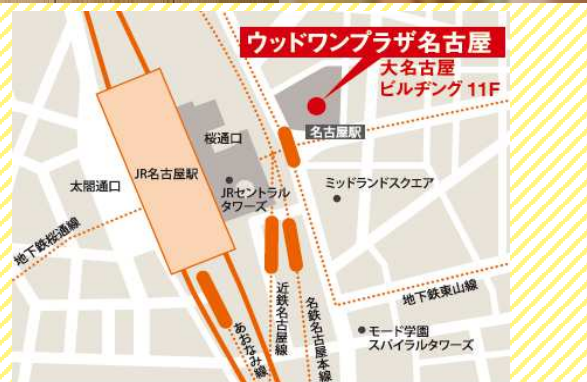 ウッドワンプラザ名古屋
大名古屋
ビルヂング 11F
名古屋駅
桜通口
JR名古屋駅
太閤通口
JRセントラル
タワーズ
ミッドランドスクエア
地下鉄桜通線
地下鉄東山線
近鉄名古屋線
名鉄名古屋本線
あおなみ線
モード学園
スパイラルタワーズ